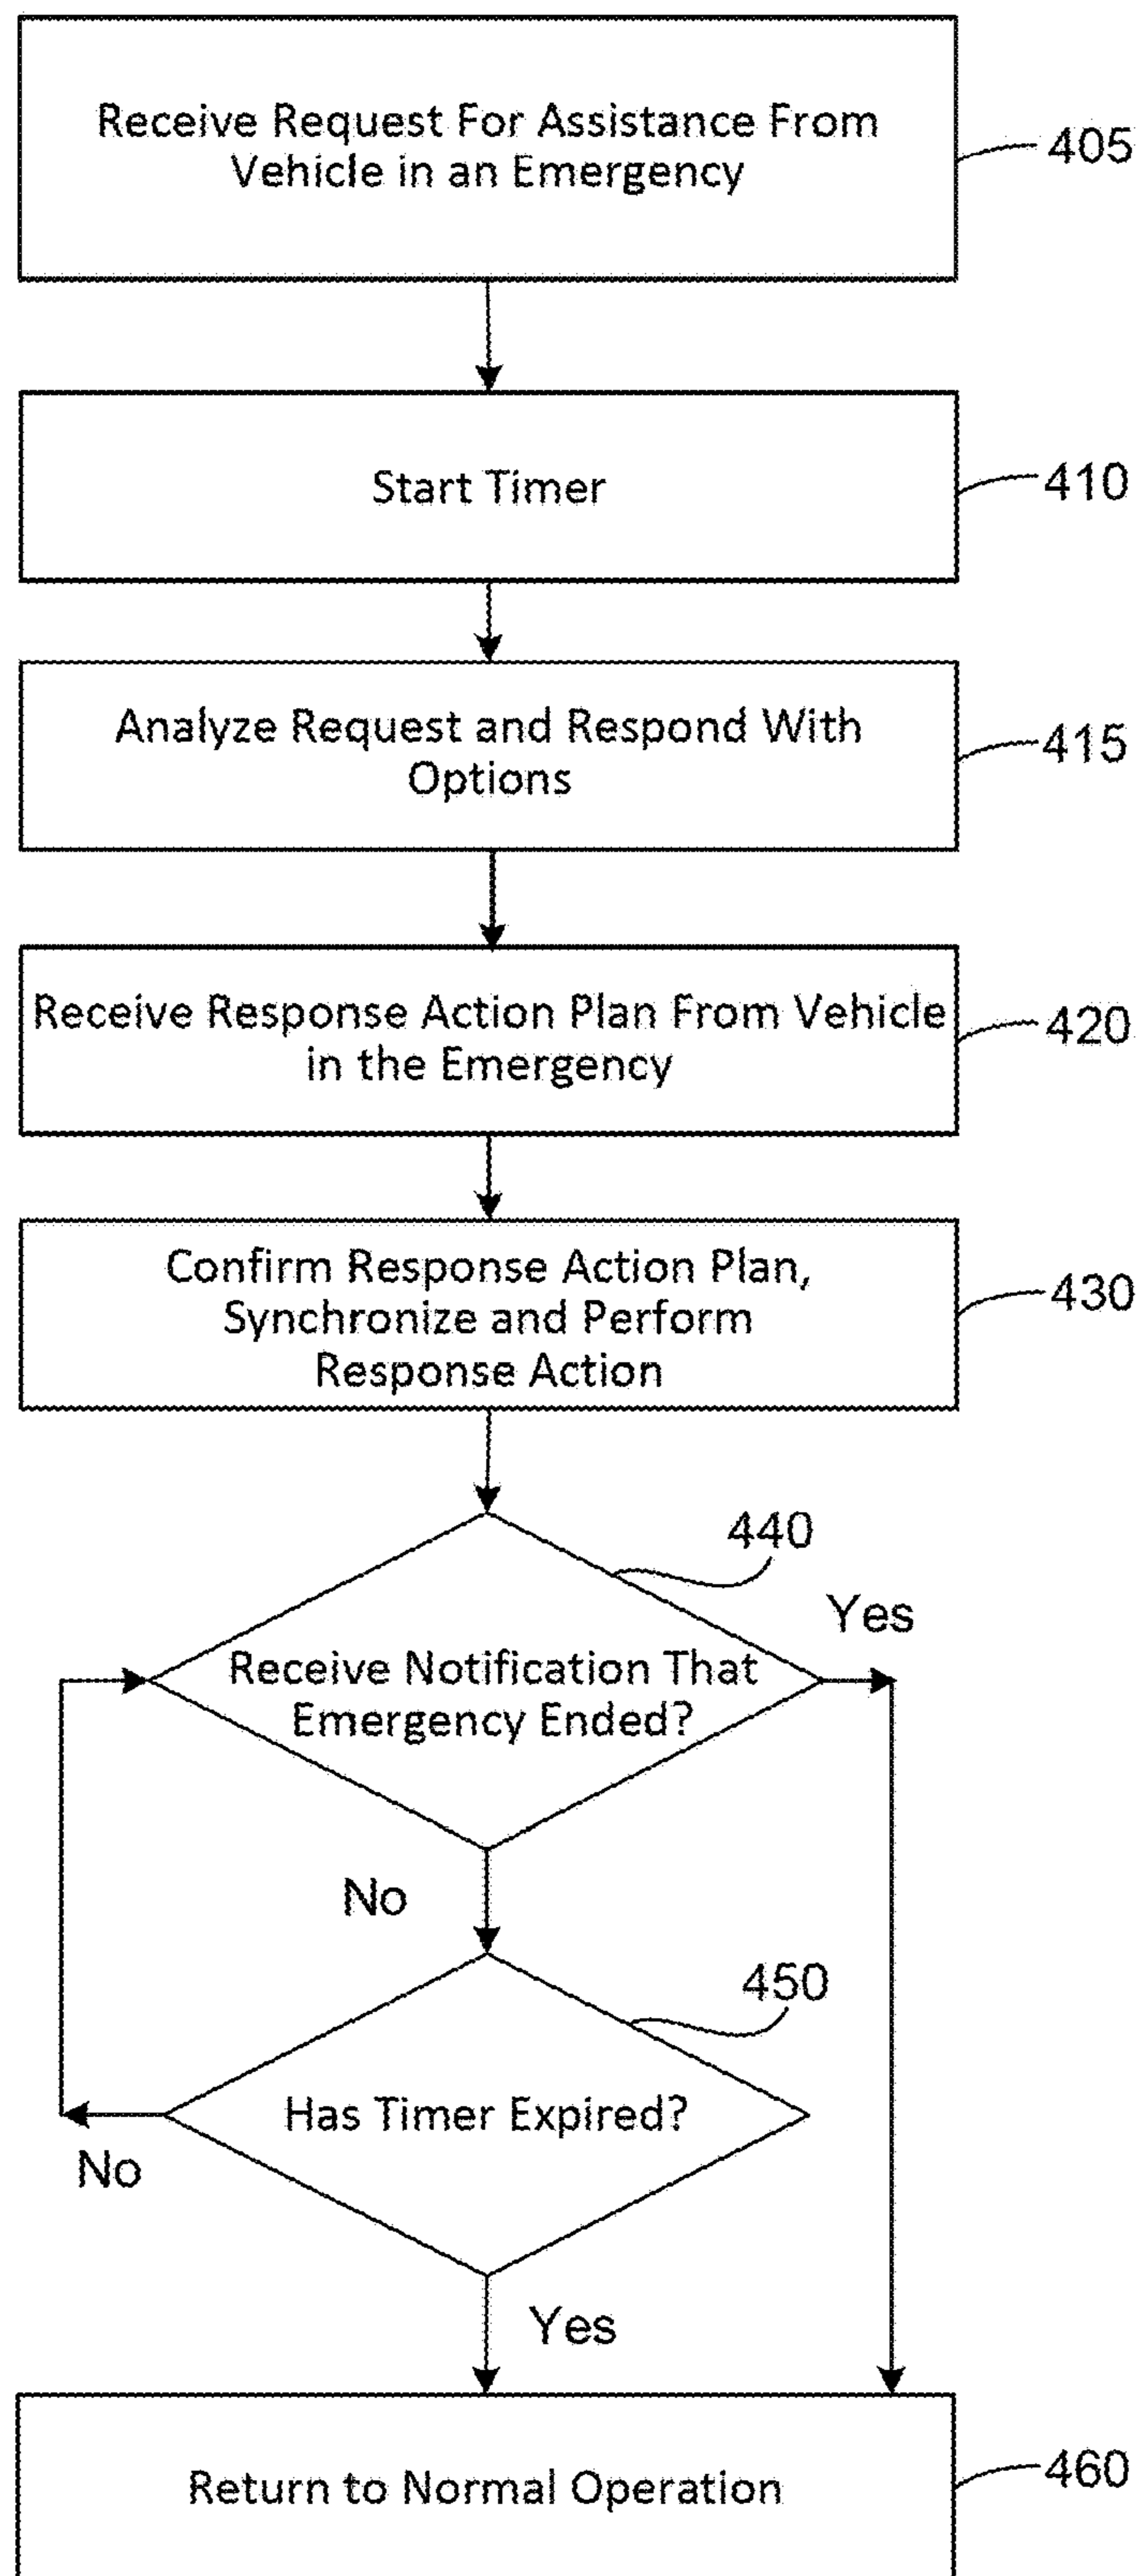 Receive Request For Assistance From
Vehicle in an Emergency
405
Start Timer
410
Analyze Request and Respond With
Options
415
Receive Response Action Plan From Vehicle
in the Emergency
420
Confirm Response Action Plan,
Synchronize and Perform
Response Action
430
440
Yes
Receive Notification That
Emergency Ended?
No
450
Has Timer Expired?
No
Yes
Return to Normal Operation
460